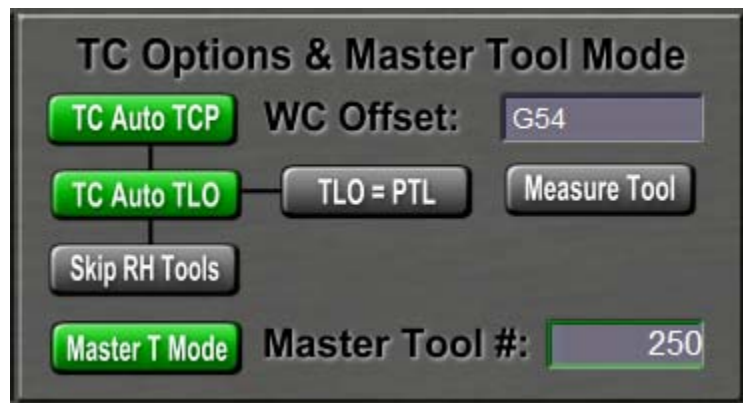 TC Options & Master Tool Mode
TC Auto TCP WC Offset: G54
TC Auto TLO TLO = PTL Measure Tool
Skip RH Tools
Master T Mode Master Tool #: 250